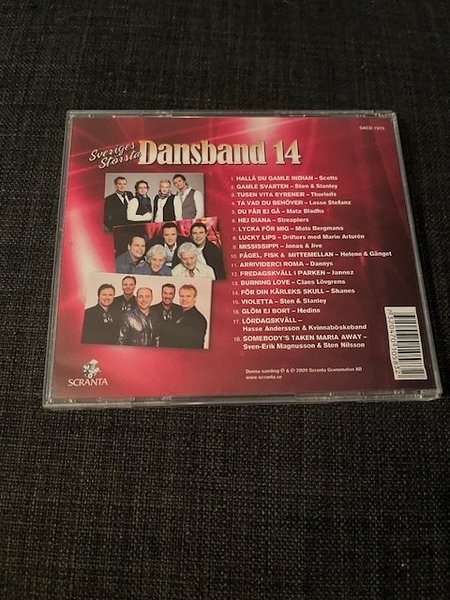 SACD 1515
Sveriges
Största
Dansband 14
1. HALLÅ DU GAMLE INDIAN – Scotts
2. GAMLE SVARTEN – Sten & Stanley
3. TUSEN VITA SYRENER – Thorleifs
4. TA VAD DU BEHÖVER – Lasse Stefanz
5. DU FÅR EJ GÅ – Matz Bladhs
6. HEJ DIANA – Streaplers
7. LYCKA FÖR MIG – Mats Bergmans
8. LUCKY LIPS – Drifters med Marie Arturén
9. MISSISSIPPI – Jonas & Jive
10. FÅGEL, FISK & MITTEMELLAN – Helene & Gänget
11. ARRIVIDERCI ROMA – Dannys
12. FREDAGSKVÄLL I PARKEN – Jannez
13. BURNING LOVE – Claes Lövgrens
14. FÖR DIN KÄRLEKS SKULL – Shanes
15. VIOLETTA – Sten & Stanley
16. GLÖM EJ BORT – Hedins
17. LÖRDAGSKVÄLL –
Hasse Andersson & Kvinnaböskeband
18. SOMEBODY'S TAKEN MARIA AWAY –
Sven-Erik Magnusson & Sten Nilsson
SCRANTA
Denna samling ℗ & © 2009 Scranta Grammofon AB
www.scranta.se